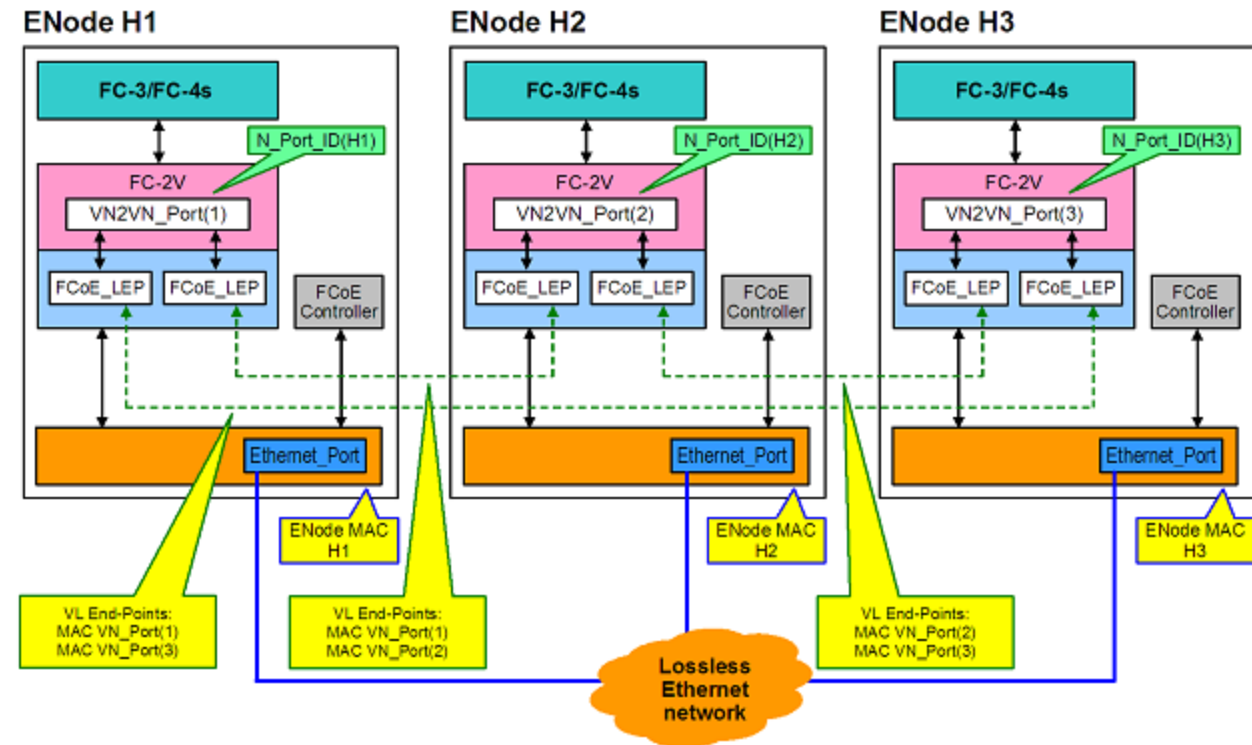 ENode H1
ENode H2
ENode H3
FC-3/FC-4s
FC-3/FC-4s
FC-3/FC-4s
N_Port_ID(H1)
N_Port_ID(H2)
N_Port_ID(H3)
FC-2V
FC-2V
FC-2V
VN2VN_Port(1)
VN2VN_Port(2)
VN2VN_Port(3)
FCoE_LEP
FCoE_LEP
FCoE
Controller
FCoE_LEP
FCoE_LEP
FCoE
Controller
FCoE_LEP
FCoE_LEP
FCoE
Controller
Ethernet_Port
Ethernet_Port
Ethernet_Port
ENode MAC
H1
ENode MAC
H2
ENode MAC
H3
VL End-Points:
MAC VN_Port(1)
MAC VN_Port(3)
VL End-Points:
MAC VN_Port(1)
MAC VN_Port(2)
VL End-Points:
MAC VN_Port(2)
MAC VN_Port(3)
Lossless
Ethernet
network